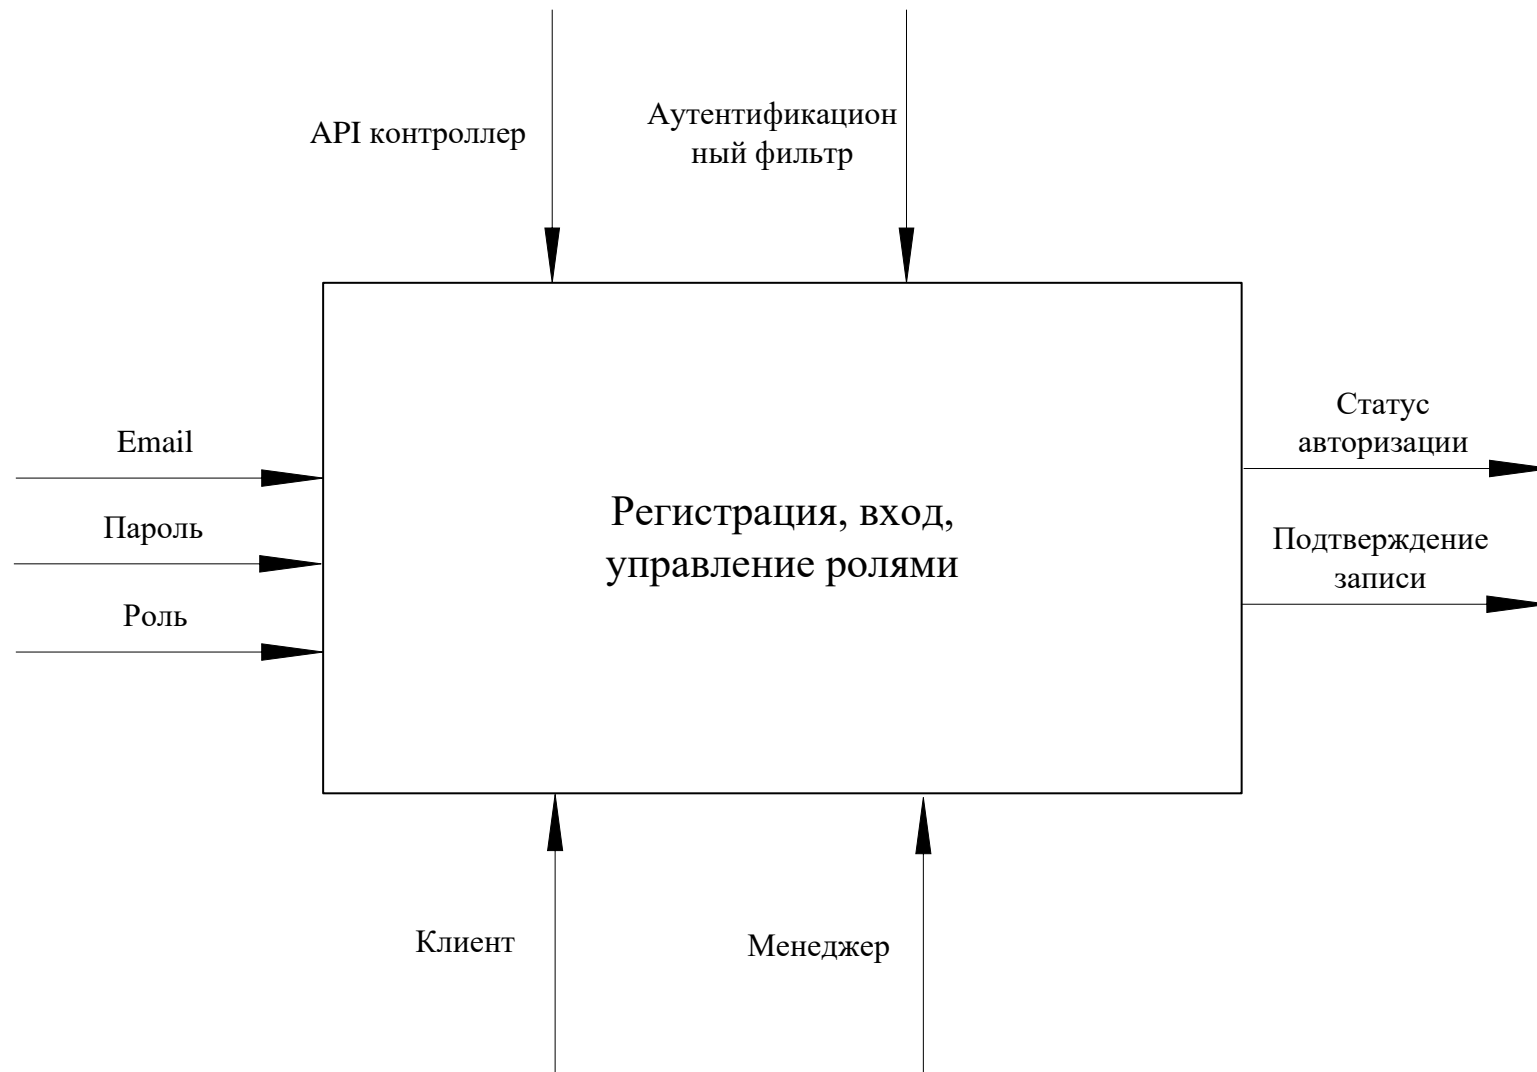 API контроллер
Аутентификацион
ный фильтр
Email
Пароль
Роль
Регистрация, вход,
управление ролями
Статус
авторизации
Подтверждение
записи
Клиент
Менеджер